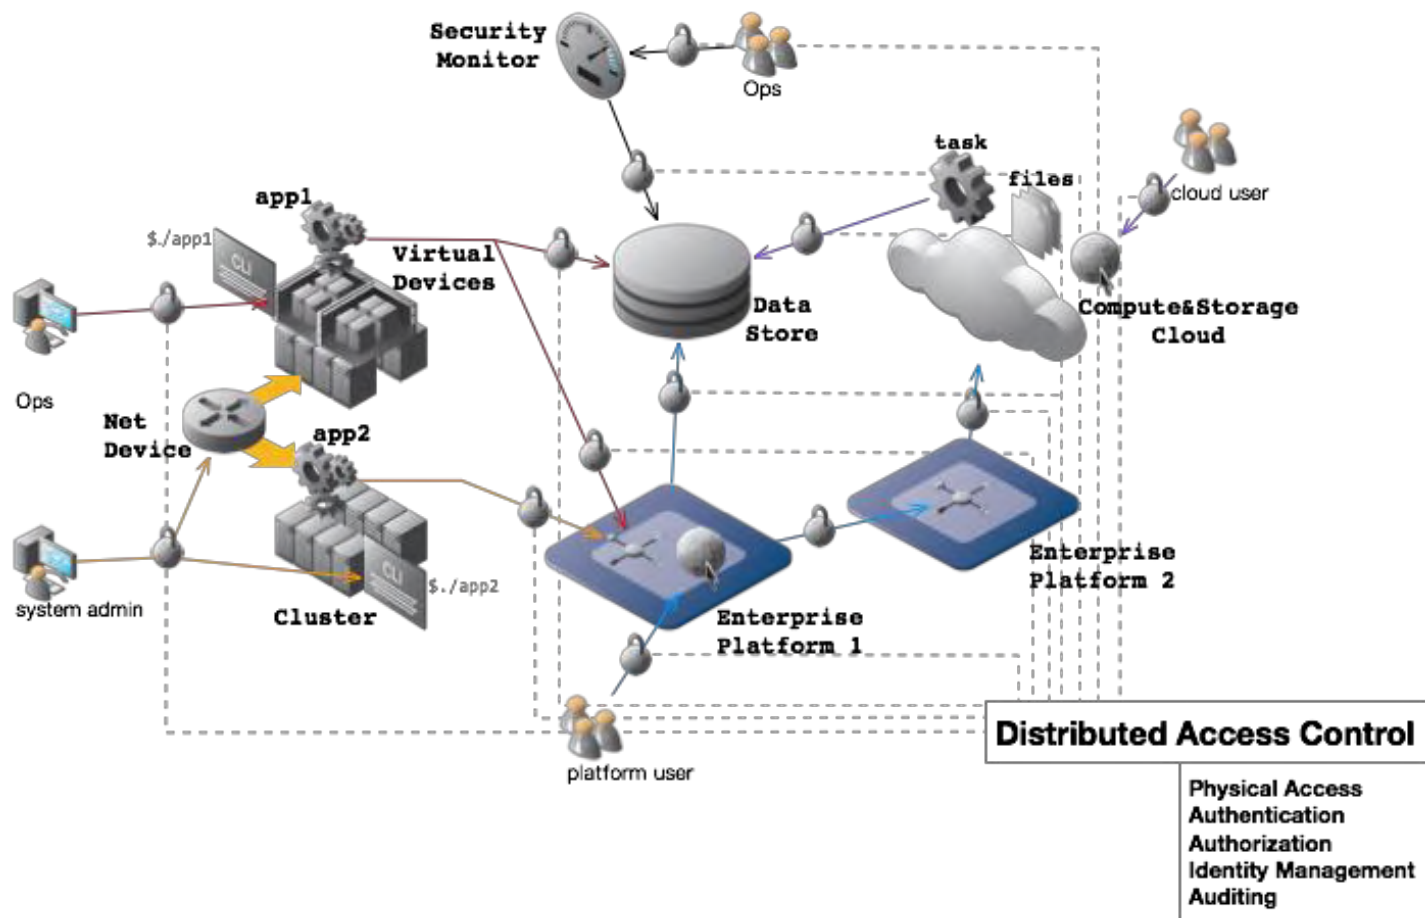 Security
Monitor
Ops
task
files
cloud user
app1
$./app1
CLI
Virtual
Devices
Data
Store
Compute&Storage
Cloud
Ops
Net
Device
app2
CLI
$./app2
system admin
Cluster
Enterprise
Platform 1
Enterprise
Platform 2
platform user
Distributed Access Control
Physical Access
Authentication
Authorization
Identity Management
Auditing